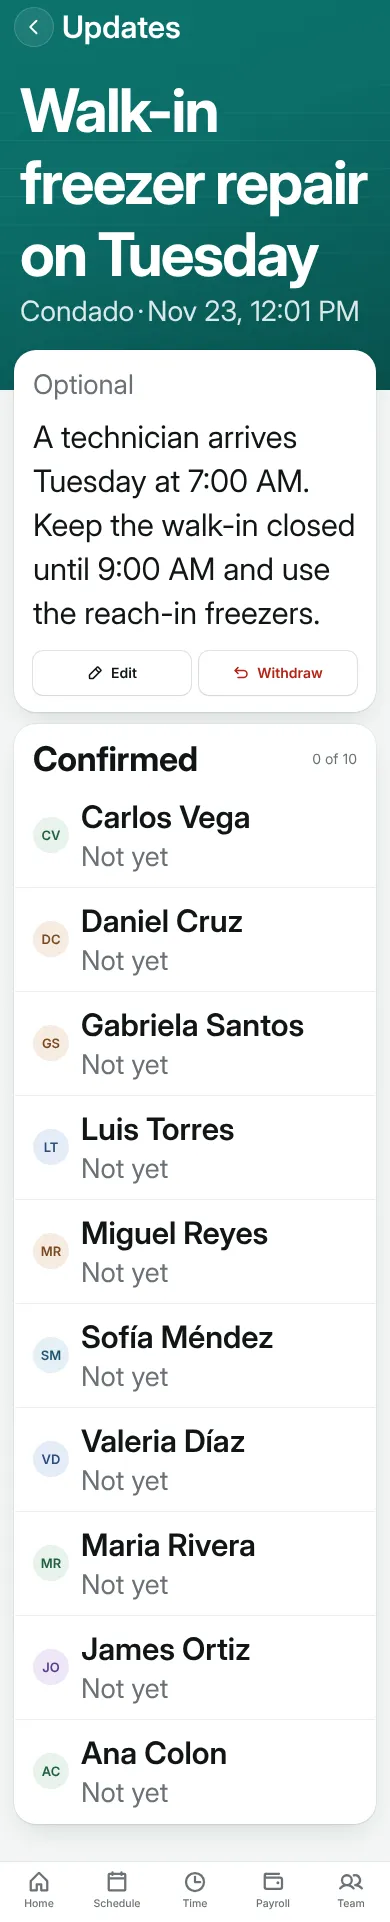 Updates
Walk-in
freezer repair
on Tuesday
Condado · Nov 23, 12:01 PM
Optional
A technician arrives
Tuesday at 7:00 AM.
Keep the walk-in closed
until 9:00 AM and use
the reach-in freezers.
Edit
Withdraw
Confirmed
0 of 10
CV
Carlos Vega
Not yet
DC
Daniel Cruz
Not yet
GS
Gabriela Santos
Not yet
LT
Luis Torres
Not yet
MR
Miguel Reyes
Not yet
SM
Sofía Méndez
Not yet
VD
Valeria Díaz
Not yet
MR
Maria Rivera
Not yet
JO
James Ortiz
Not yet
AC
Ana Colon
Not yet
Home
Schedule
Time
Payroll
Team